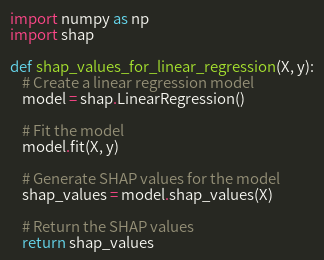 import numpy as np
import shap

def shap_values_for_linear_regression(X, y):
    # Create a linear regression model
    model = shap.LinearRegression()

    # Fit the model
    model.fit(X, y)

    # Generate SHAP values for the model
    shap_values = model.shap_values(X)

    # Return the SHAP values
    return shap_values